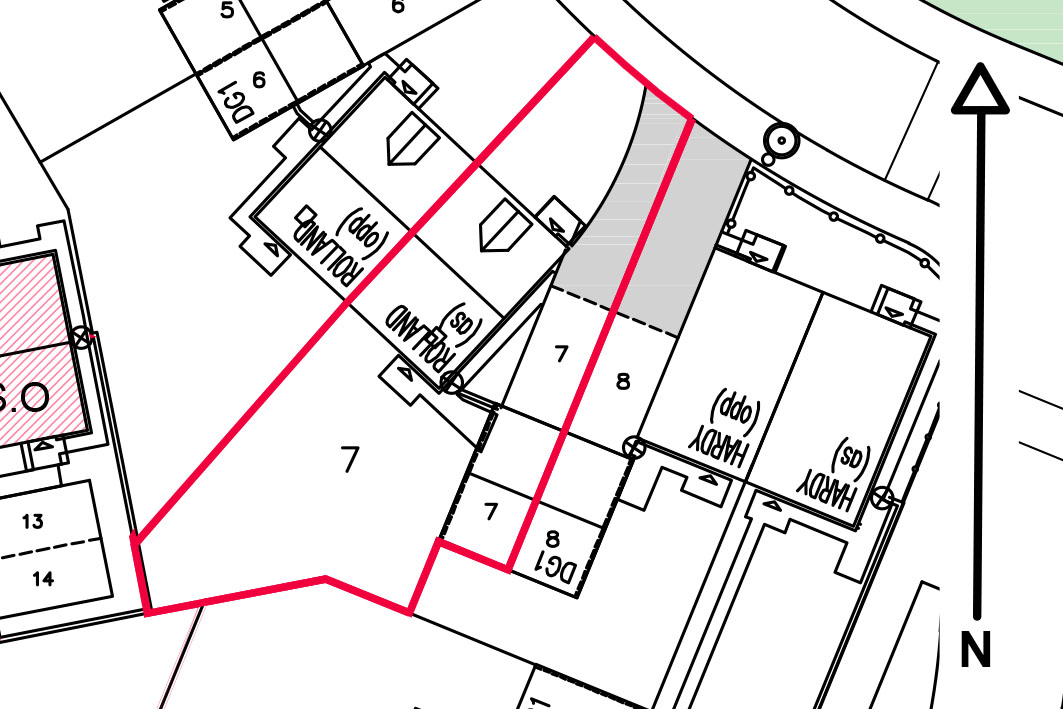 5
6
6
DG1
ROLLAND
(opp)
ROLLAND
(as)
7
8
HARDY
(opp)
HARDY
(as)
S.O
7
7
8
DG1
13
14
N